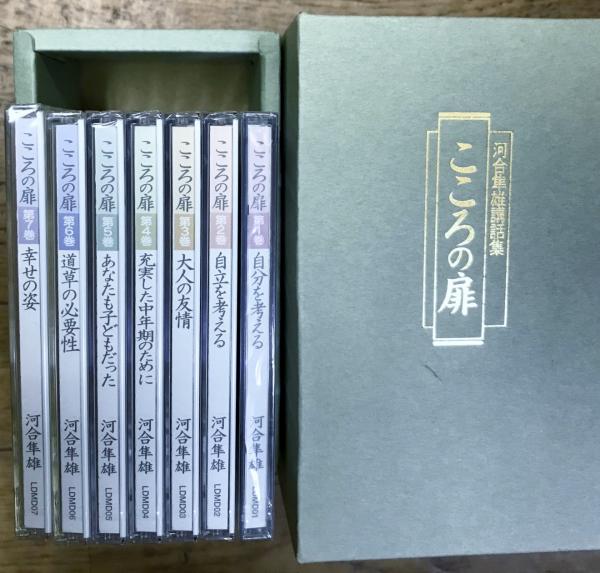 河合隼雄講話集
こころの扉
こころの扉 第1巻 自分を考える 河合隼雄 LDMD01
こころの扉 第2巻 自立を考える 河合隼雄 LDMD02
こころの扉 第3巻 大人の友情 河合隼雄 LDMD03
こころの扉 第4巻 充実した中年期のために 河合隼雄 LDMD04
こころの扉 第5巻 あなたも子どもだった 河合隼雄 LDMD05
こころの扉 第6巻 道草の必要性 河合隼雄 LDMD06
こころの扉 第7巻 幸せの姿 河合隼雄 LDMD07